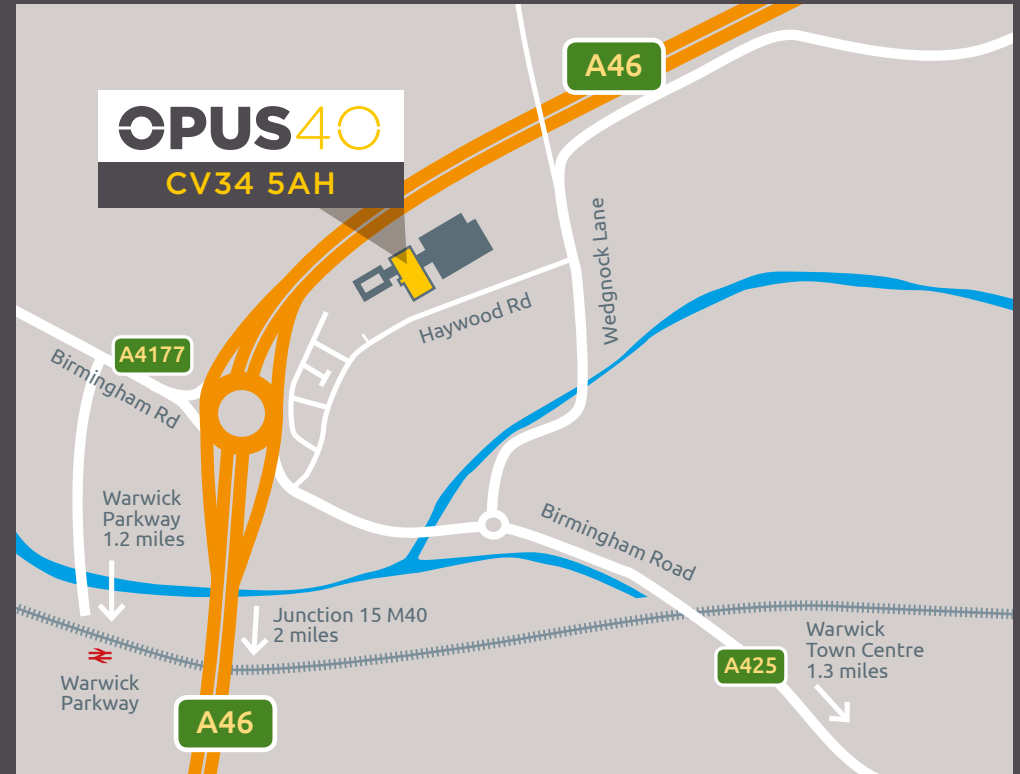 A46
OPUS40
CV34 5AH
Wedgnock Lane
Haywood Rd
A4177
Birmingham Rd
Warwick
Parkway
1.2 miles
Birmingham Road
Junction 15 M40
2 miles
Warwick
Town Centre
1.3 miles
A425
Warwick
Parkway
A46